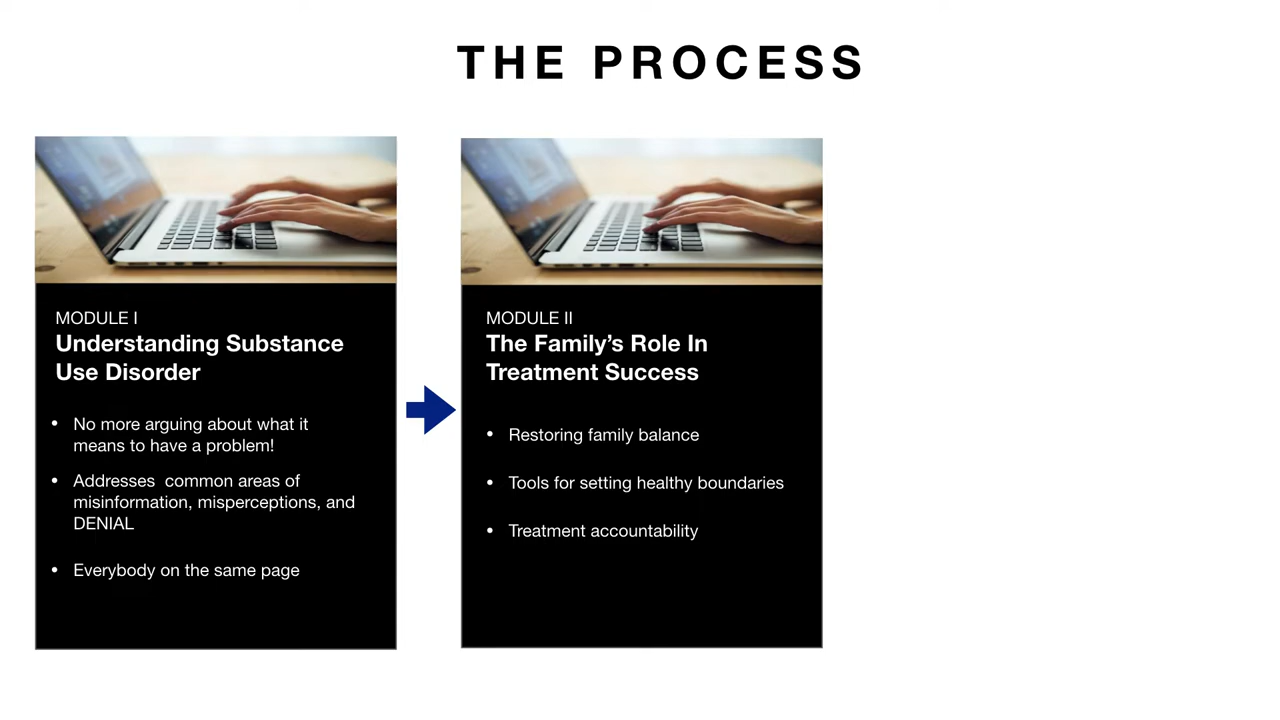 THE PROCESS
MODULE I
Understanding Substance
Use Disorder
• No more arguing about what it
means to have a problem!
• Addresses  common areas of
misinformation, misperceptions, and
DENIAL
• Everybody on the same page
MODULE II
The Family’s Role In
Treatment Success
• Restoring family balance
• Tools for setting healthy boundaries
• Treatment accountability